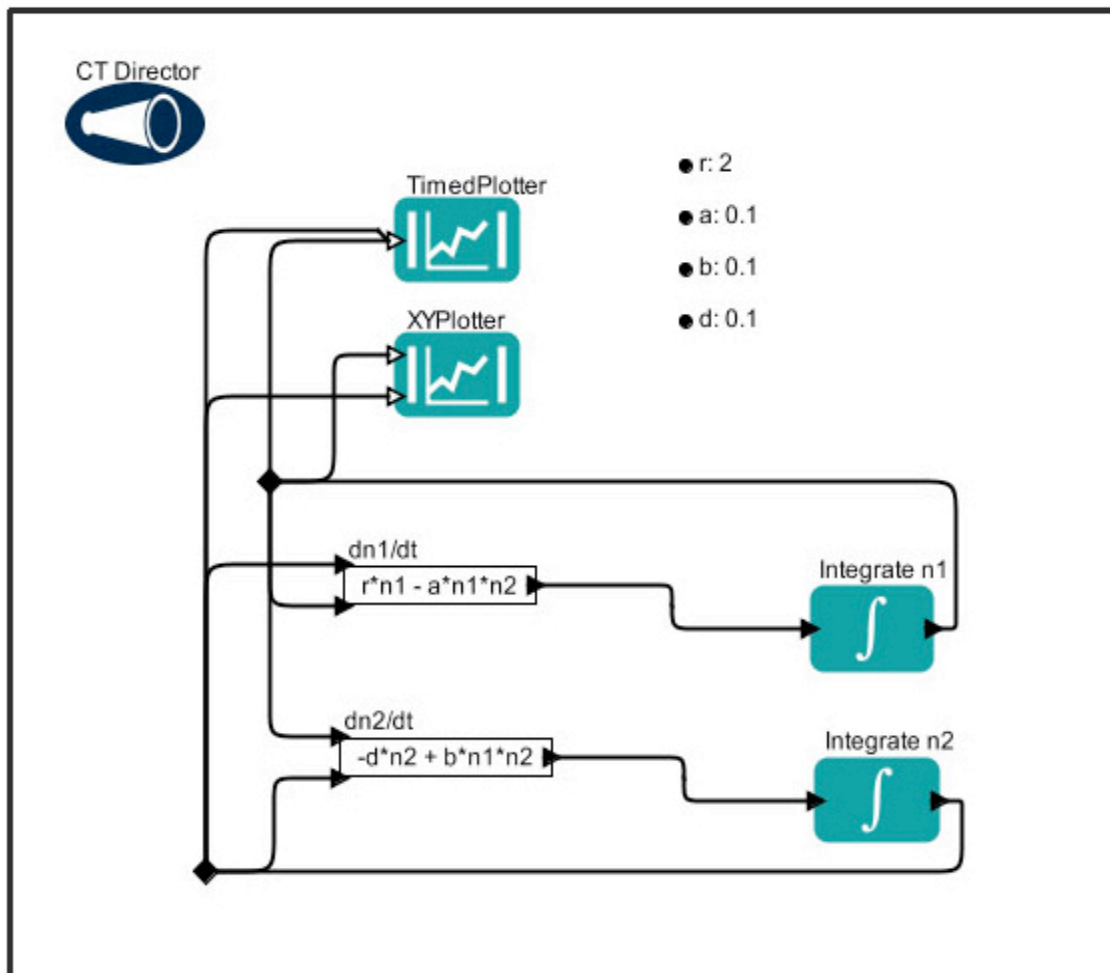 CT Director
TimedPlotter
r: 2
a: 0.1
b: 0.1
d: 0.1
XYPlotter
dn1/dt
r*n1 - a*n1*n2
Integrate n1
dn2/dt
-d*n2 + b*n1*n2
Integrate n2